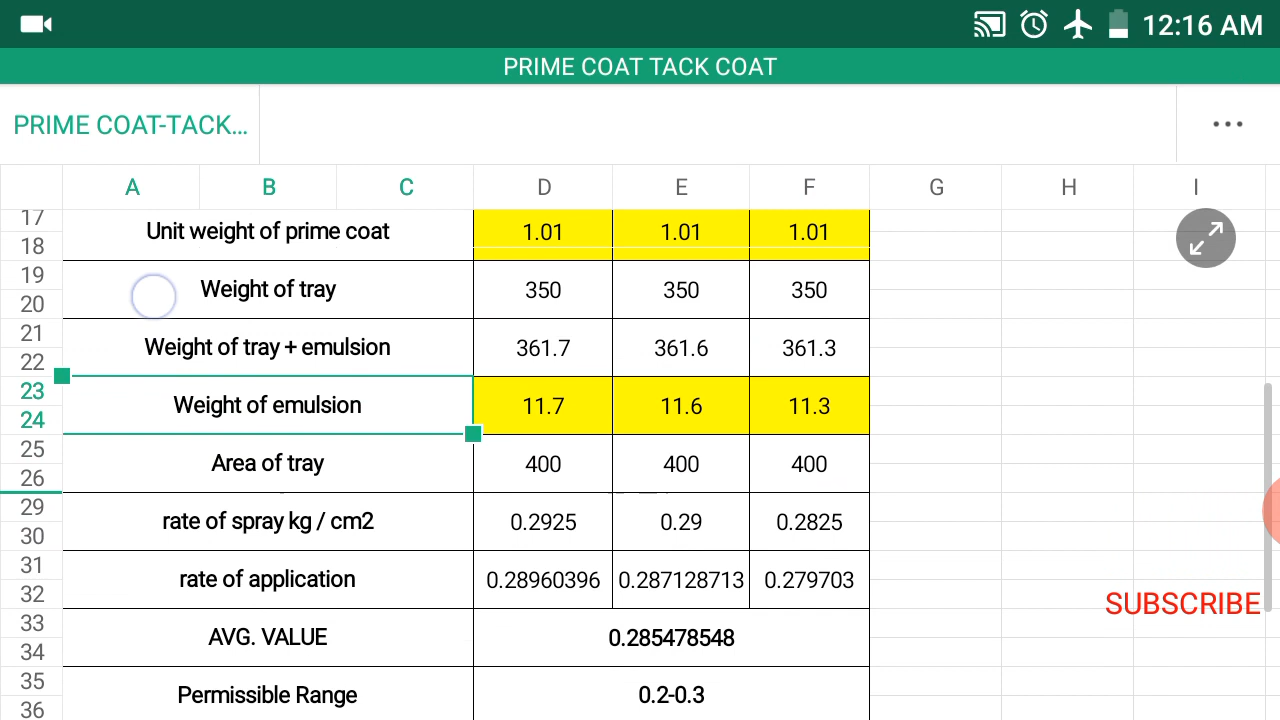 12:16 AM
PRIME COAT TACK COAT
PRIME COAT-TACK...
A B C D E F G H I
17 Unit weight of prime coat 1.01 1.01 1.01
18
19 Weight of tray 350 350 350
20
21 Weight of tray + emulsion 361.7 361.6 361.3
22
23 Weight of emulsion 11.7 11.6 11.3
24
25 Area of tray 400 400 400
26
29 rate of spray kg / cm2 0.2925 0.29 0.2825
30
31 rate of application 0.28960396 0.287128713 0.279703
32
SUBSCRIBE
33 AVG. VALUE 0.285478548
34
35 Permissible Range 0.2-0.3
36